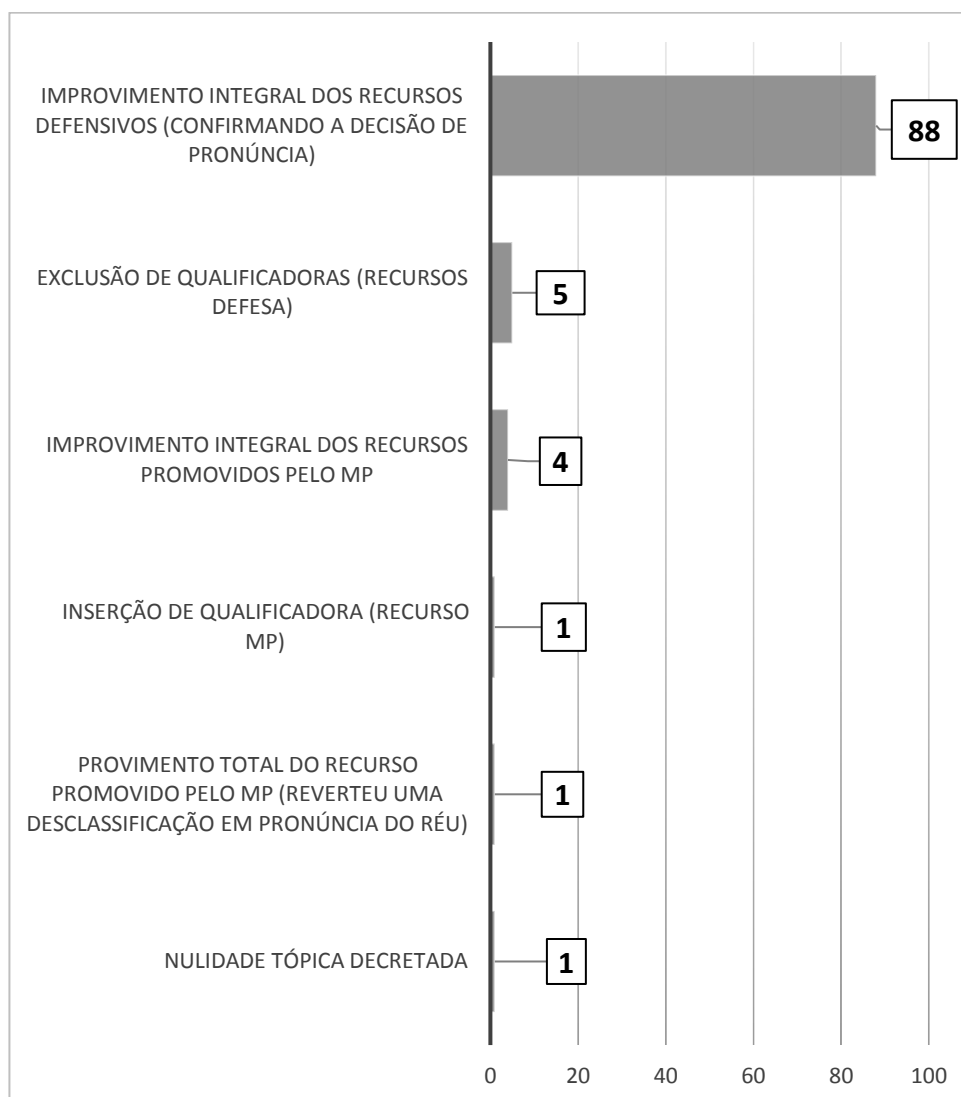 IMPROVIMENTO INTEGRAL DOS RECURSOS
DEFENSIVOS (CONFIRMANDO A DECISÃO DE
PRONÚNCIA)
88
EXCLUSÃO DE QUALIFICADORAS (RECURSOS
DEFESA)
5
IMPROVIMENTO INTEGRAL DOS RECURSOS
PROMOVIDOS PELO MP
4
INSERÇÃO DE QUALIFICADORA (RECURSO
MP)
1
PROVIMENTO TOTAL DO RECURSO
PROMOVIDO PELO MP (REVERTEU UMA
DESCLASSIFICAÇÃO EM PRONÚNCIA DO RÉU)
1
NULIDADE TÓPICA DECRETADA
1
0 20 40 60 80 100